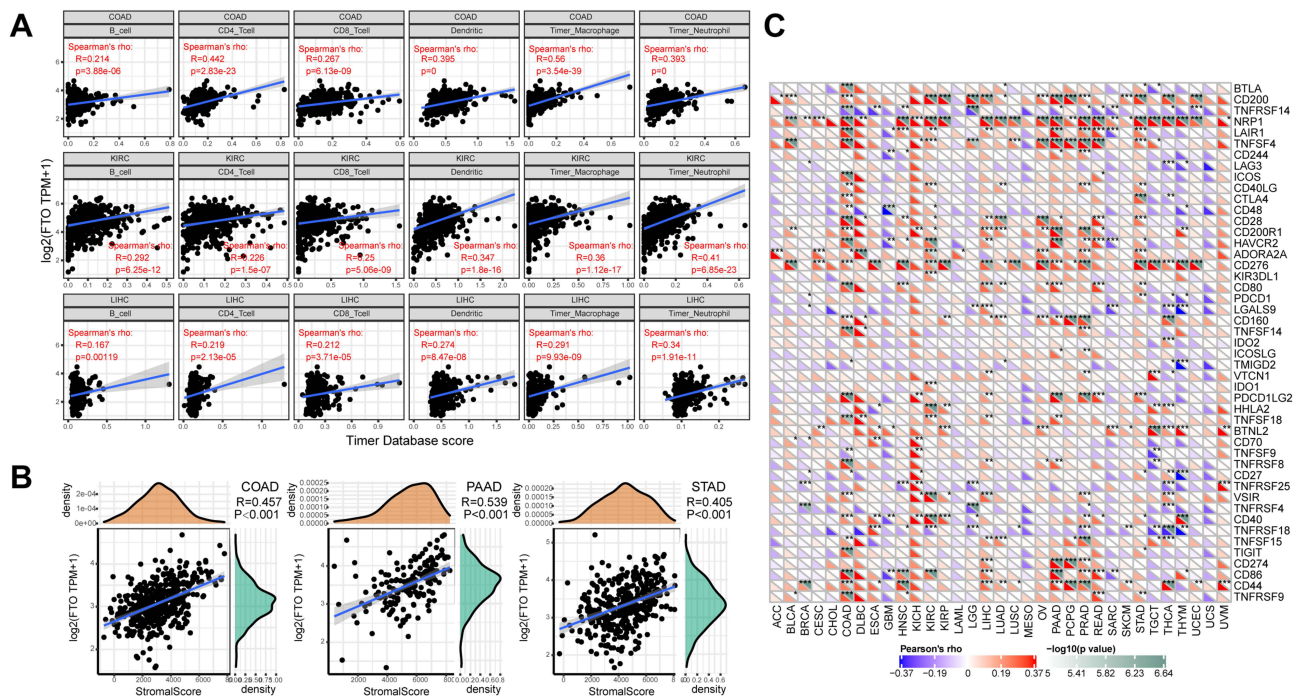 A
COAD COAD COAD COAD COAD COAD
B_cell CD4_Tcell CD8_Tcell Dendritic Timer_Macrophage Timer_Neutrophil
Spearman's rho: Spearman's rho: Spearman's rho: Spearman's rho: Spearman's rho: Spearman's rho:
R=0.214 R=0.442 R=0.267 R=0.395 R=0.56 R=0.393
p=3.88e-06 p=2.83e-23 p=6.13e-09 p=0 p=3.54e-39 p=0
KIRC KIRC KIRC KIRC KIRC KIRC
B_cell CD4_Tcell CD8_Tcell Dendritic Timer_Macrophage Timer_Neutrophil
Spearman's rho: Spearman's rho: Spearman's rho: Spearman's rho: Spearman's rho: Spearman's rho:
R=0.292 R=0.226 R=0.25 R=0.347 R=0.36 R=0.41
p=6.25e-12 p=1.5e-07 p=5.06e-09 p=1.8e-16 p=1.12e-17 p=6.85e-23
LIHC LIHC LIHC LIHC LIHC LIHC
B_cell CD4_Tcell CD8_Tcell Dendritic Timer_Macrophage Timer_Neutrophil
Spearman's rho: Spearman's rho: Spearman's rho: Spearman's rho: Spearman's rho: Spearman's rho:
R=0.167 R=0.219 R=0.212 R=0.274 R=0.291 R=0.34
p=0.00119 p=2.13e-05 p=3.71e-05 p=8.47e-08 p=9.93e-09 p=1.91e-11
log2(FTO TPM+1)
Timer Database score
B
COAD
R=0.457
P<0.001
density
log2(FTO TPM+1)
StromalScore
density
PAAD
R=0.539
P<0.001
density
log2(FTO TPM+1)
StromalScore
density
STAD
R=0.405
P<0.001
density
log2(FTO TPM+1)
StromalScore
density
C
BTLA
CD200
TNFRSF14
NRP1
LAIR1
TNFSF4
CD244
LAG3
ICOS
CD40LG
CTLA4
CD48
CD28
CD200R1
HAVCR2
ADORA2A
CD276
KIR3DL1
CD80
PDCD1
LGALS9
CD160
TNFSF14
IDO2
ICOSLG
TMIGD2
VTCN1
IDO1
PDCD1LG2
HHLA2
TNFSF18
BTNL2
CD70
TNFSF9
TNFRSF8
CD27
TNFRSF25
VSIR
TNFRSF4
CD40
TNFRSF18
TNFSF15
TIGIT
CD274
CD86
CD44
TNFRSF9
ACC BLCA BRCA CESC CHOL COAD DLBC ESCA GBM HNSC KICH KIRC KIRP LAML LGG LIHC LUAD LUSC MESO OV PAAD PCPG PRAD READ SARC SKCM STAD TGCT THCA THYM UCEC UCS UVM
Pearson's rho
-0.37 -0.19 0 0.19 0.37
−log10(p value)
5 5.41 5.82 6.23 6.64